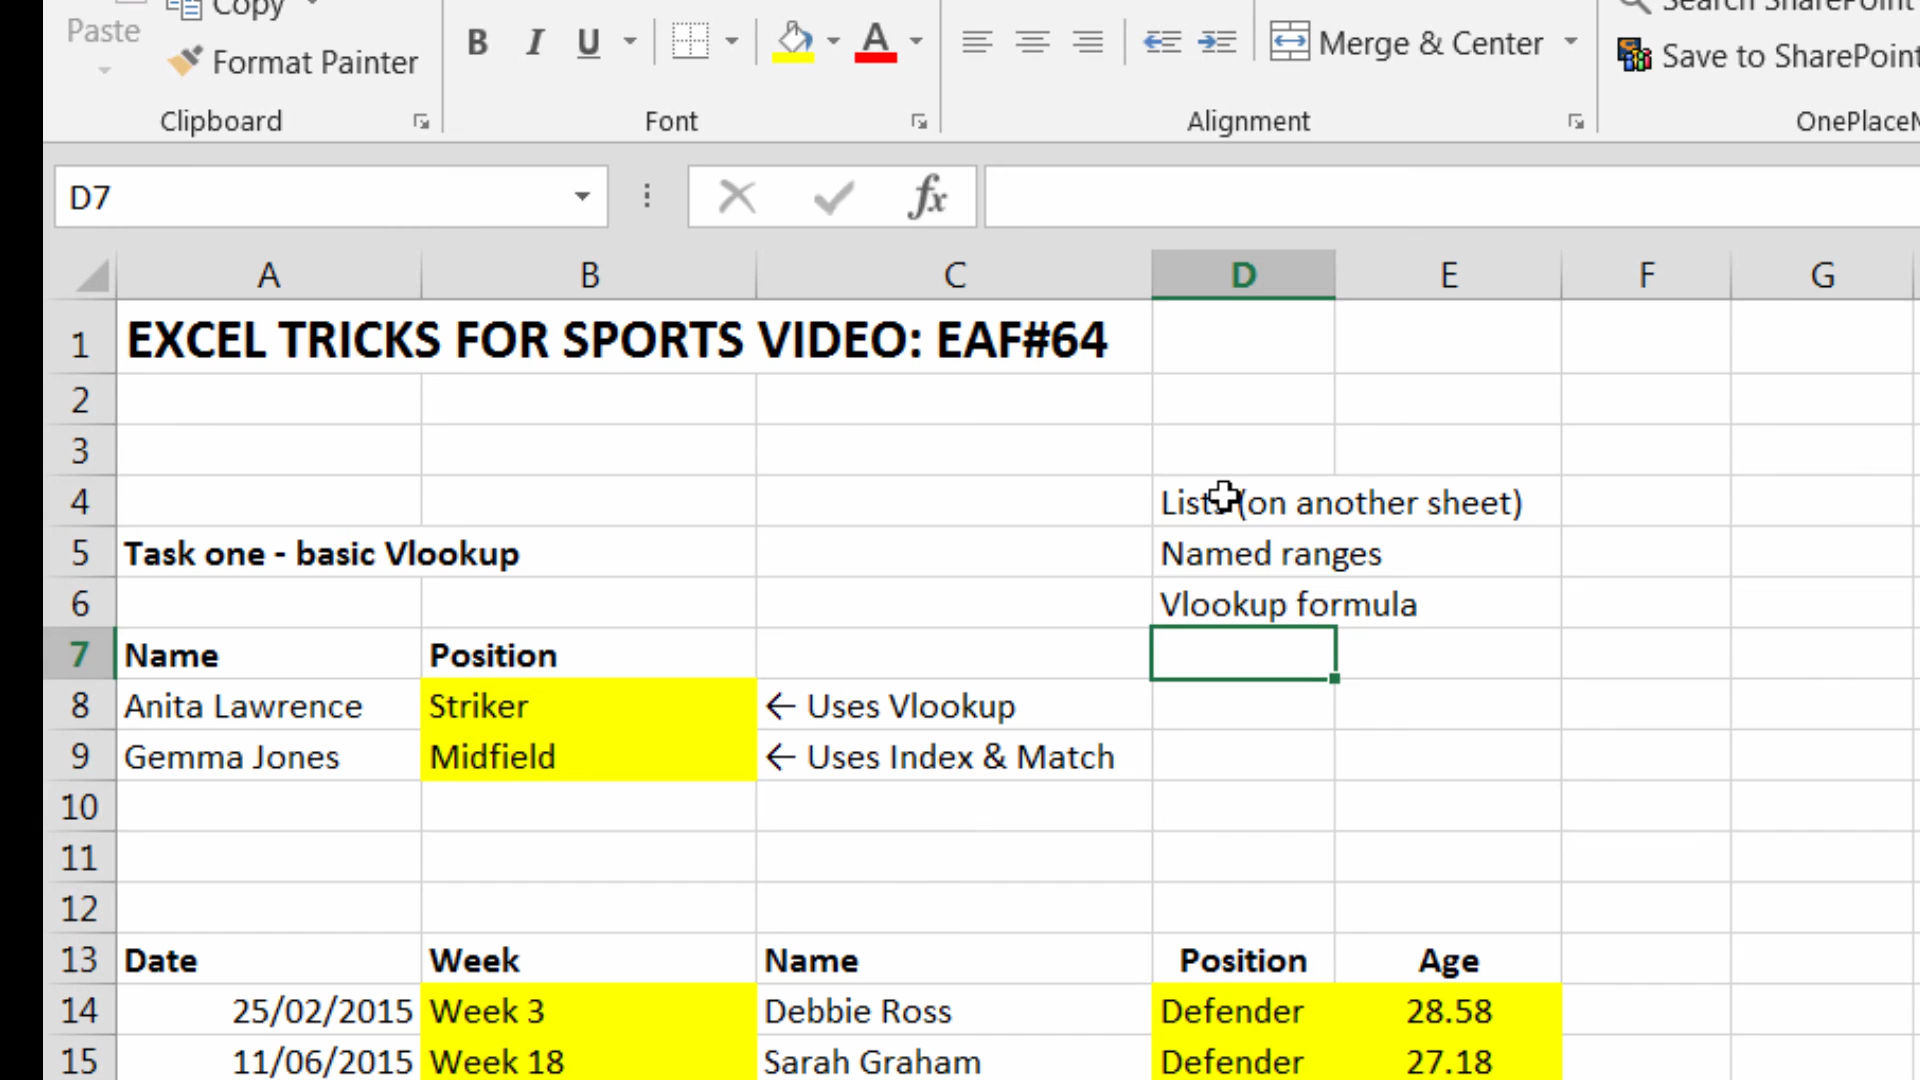 Copy
Search SharePoint
Paste
B I U A
Merge & Center
Save to SharePoint
Format Painter
Clipboard Font Alignment
D7 fx
A B C D E F G
1 EXCEL TRICKS FOR SPORTS VIDEO: EAF#64
2
3
4 Lists (on another sheet)
5 Task one - basic Vlookup Named ranges
6 Vlookup formula
7 Name Position
8 Anita Lawrence Striker ← Uses Vlookup
9 Gemma Jones Midfield ← Uses Index & Match
10
11
12
13 Date Week Name Position Age
14 25/02/2015 Week 3 Debbie Ross Defender 28.58
15 11/06/2015 Week 18 Sarah Graham Defender 27.18